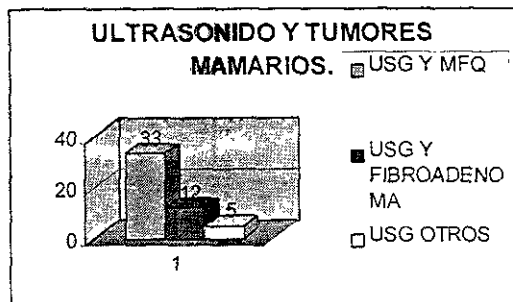 ULTRASONIDO Y TUMORES
MAMARIOS.
USG Y MFQ
USG Y
FIBROADENO
MA
USG OTROS
40
20
0
33
12
5
1